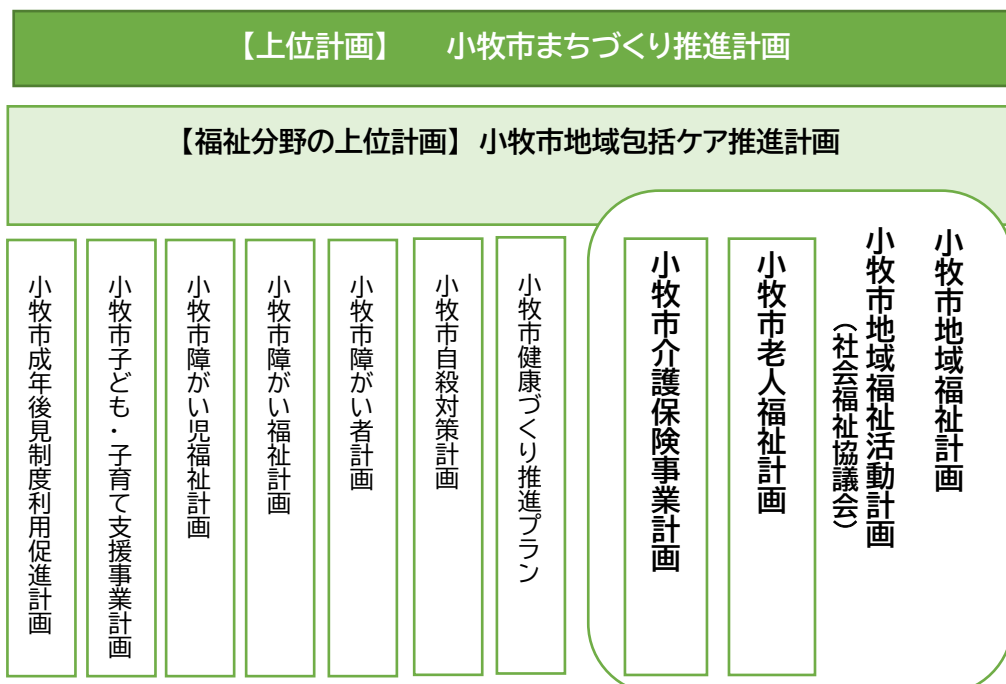 【上位計画】　小牧市まちづくり推進計画
【福祉分野の上位計画】 小牧市地域包括ケア推進計画
小牧市地域福祉計画
小牧市地域福祉活動計画
（社会福祉協議会）
小牧市老人福祉計画
小牧市介護保険事業計画
小牧市健康づくり推進プラン
小牧市自殺対策計画
小牧市障がい者計画
小牧市障がい福祉計画
小牧市障がい児福祉計画
小牧市子ども・子育て支援事業計画
小牧市成年後見制度利用促進計画